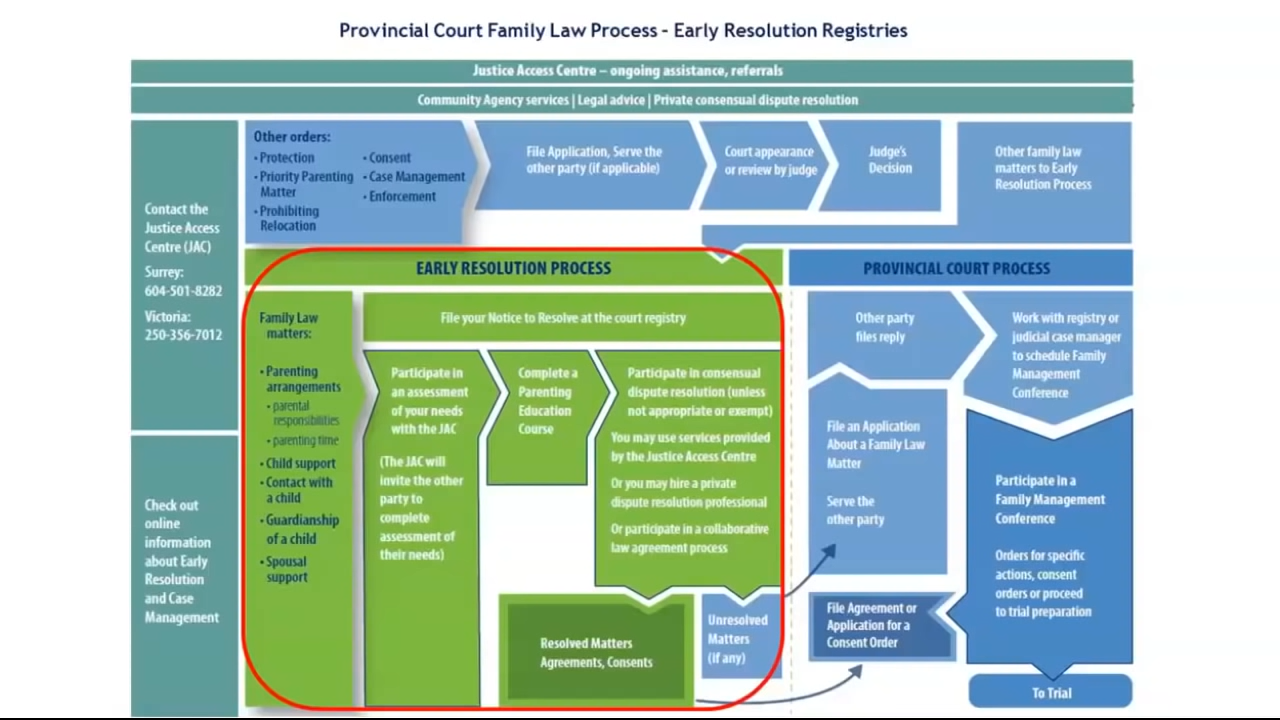 Provincial Court Family Law Process - Early Resolution Registries
Justice Access Centre – ongoing assistance, referrals
Community Agency services | Legal advice | Private consensual dispute resolution
Contact the
Justice Access
Centre (JAC)
Surrey:
604-501-8282
Victoria:
250-356-7012
Check out
online
information
about Early
Resolution
and Case
Management
Other orders:
• Protection
• Priority Parenting
Matter
• Prohibiting
Relocation
• Consent
• Case Management
• Enforcement
File Application, Serve the
other party (if applicable)
Court appearance
or review by judge
Judge's
Decision
Other family law
matters to Early
Resolution Process
EARLY RESOLUTION PROCESS
Family Law
matters:
• Parenting
arrangements
• parental
responsibilities
• parenting time
• Child support
• Contact with
a child
• Guardianship
of a child
• Spousal
support
File your Notice to Resolve at the court registry
Participate in
an assessment
of your needs
with the JAC
(The JAC will
invite the other
party to
complete
assessment of
their needs)
Complete a
Parenting
Education
Course
Participate in consensual
dispute resolution (unless
not appropriate or exempt)
You may use services provided
by the Justice Access Centre
Or you may hire a private
dispute resolution professional
Or participate in a collaborative
law agreement process
Resolved Matters
Agreements, Consents
Unresolved
Matters
(if any)
PROVINCIAL COURT PROCESS
Other party
files reply
Work with registry or
judicial case manager
to schedule Family
Management
Conference
File an Application
About a Family Law
Matter
Serve the
other party
File Agreement or
Application for a
Consent Order
Participate in a
Family Management
Conference
Orders for specific
actions, consent
orders or proceed
to trial preparation
To Trial